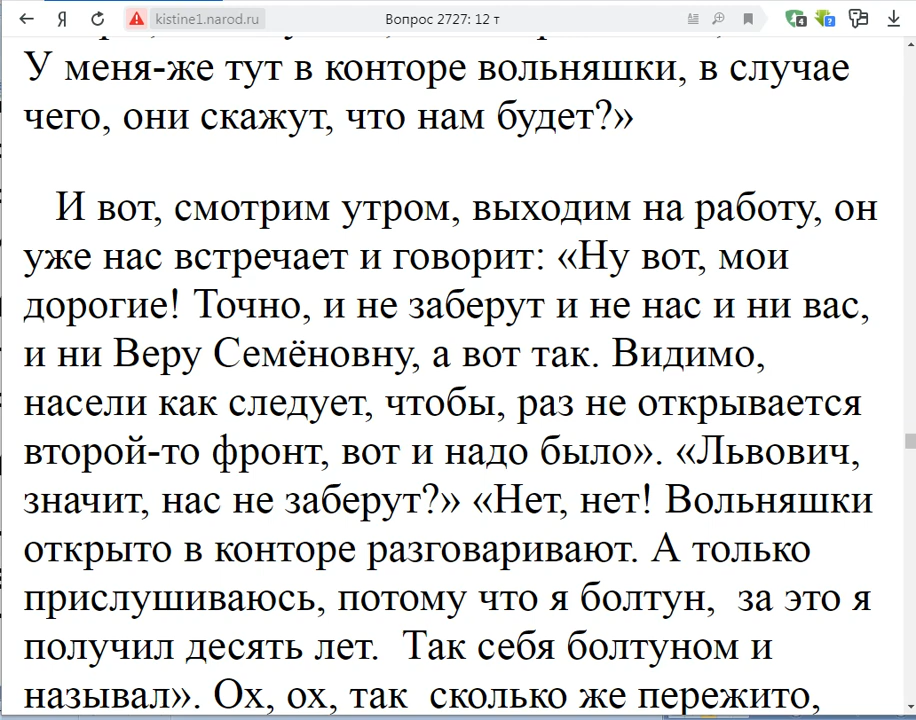 kistine1.narod.ru
Вопрос 2727: 12 т
У меня-же тут в конторе вольняшки, в случае
чего, они скажут, что нам будет?»
И вот, смотрим утром, выходим на работу, он
уже нас встречает и говорит: «Ну вот, мои
дорогие! Точно, и не заберут и не нас и ни вас,
и ни Веру Семёновну, а вот так. Видимо,
насели как следует, чтобы, раз не открывается
второй-то фронт, вот и надо было». «Львович,
значит, нас не заберут?» «Нет, нет! Вольняшки
открыто в конторе разговаривают. А только
прислушиваюсь, потому что я болтун, за это я
получил десять лет. Так себя болтуном и
называл». Ох, ох, так сколько же пережито,